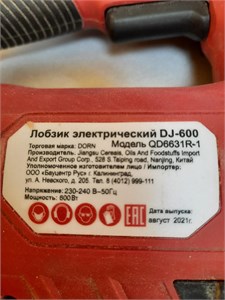 Лобзик электрический DJ-600
Торговая марка: DORN Модель QD6631R-1
Производитель: Jiangsu Cereals, Oils And Foodstuffs Import
And Export Group Corp., 528 S Taiping road, Nanjing, Китай
Уполномоченное изготовителем лицо / Импортер:
ООО «Бауцентр Рус» г. Калининград,
ул. А. Невского, д. 205. Тел. 8 (4012) 999-111
Напряжение: 230-240 В~50Гц
Мощность: 600Вт
EAC
дата выпуска:
август 2021г.